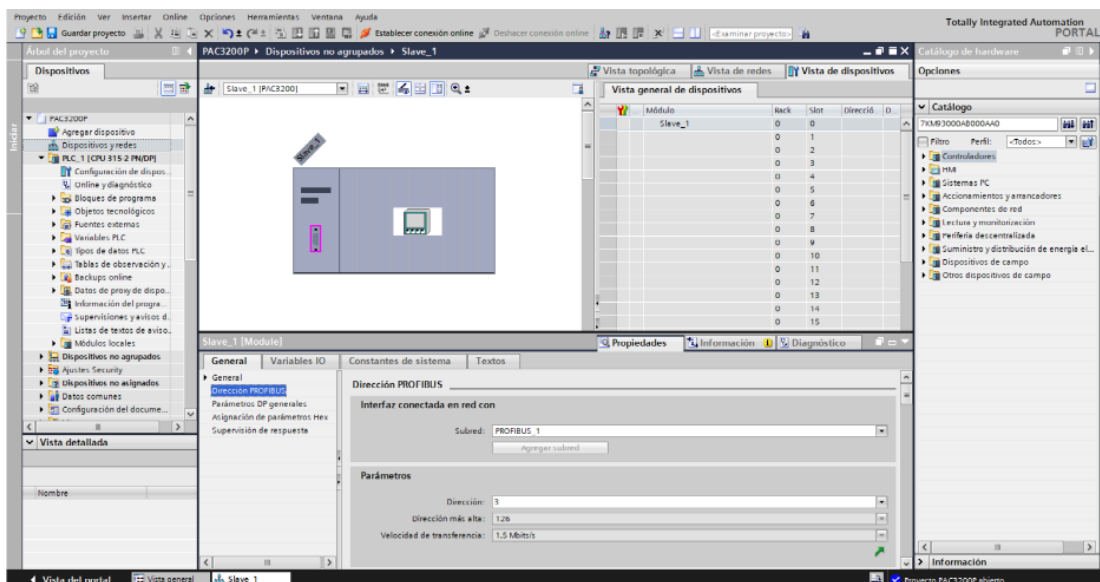 Proyecto Edición Ver Insertar Online Opciones Herramientas Ventana Ayuda
Guardar proyecto Establecer conexión online Deshacer conexión online <Examinar proyecto>
Totally Integrated Automation
PORTAL
Árbol del proyecto
PAC3200P Dispositivos no agrupados Slave_1
Catálogo de hardware
Dispositivos
Vista topológica Vista de redes Vista de dispositivos
Opciones
Slave_1 [PAC3200]
Vista general de dispositivos
Iniciar
PAC3200P
Agregar dispositivo
Dispositivos y redes
PLC_1 [CPU 315-2 PN/DP]
Configuración de dispos...
Online y diagnóstico
Bloques de programa
Objetos tecnológicos
Fuentes externas
Variables PLC
Tipos de datos PLC
Tablas de observación y...
Backups online
Datos de proxy de dispo...
Información del progra...
Supervisiones y avisos d...
Listas de textos de aviso...
Módulos locales
Dispositivos no agrupados
Ajustes Security
Dispositivos no asignados
Datos comunes
Configuración del docume...
Vista detallada
Nombre
Slave_1
Módulo Rack Slot Direcció... D...
Slave_1 0 0
0 1
0 2
0 3
0 4
0 5
0 6
0 7
0 8
0 9
0 10
0 11
0 12
0 13
0 14
0 15
Catálogo
7KM93000AB000AA0
Filtro Perfil: <Todos>
Controladores
HMI
Sistemas PC
Accionamientos y arrancadores
Componentes de red
Lectura y monitorización
Periferia descentralizada
Suministro y distribución de energía el...
Dispositivos de campo
Otros dispositivos de campo
Información
Slave_1 [Module]
Propiedades Información Diagnóstico
General Variables IO Constantes de sistema Textos
General
Dirección PROFIBUS
Parámetros DP generales
Asignación de parámetros Hex
Supervisión de respuesta
Dirección PROFIBUS
Interfaz conectada en red con
Subred: PROFIBUS_1
Agregar subred
Parámetros
Dirección: 3
Dirección más alta: 126
Velocidad de transferencia: 1,5 Mbits/s
Vista del portal Vista general Slave_1
Proyecto PAC3200P abierto.